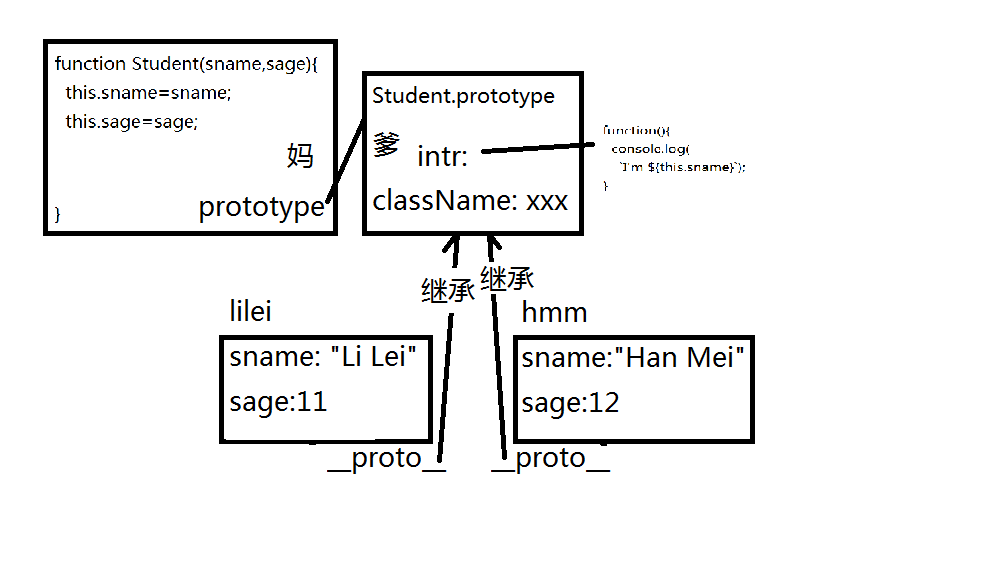 function Student(sname,sage){
this.sname=sname;
this.sage=sage;
妈
prototype
}
Student.prototype
爹
intr:
className: xxx
function(){
console.log(
`I'm ${this.sname}`);
}
继承
继承
lilei
sname: "Li Lei"
sage:11
__proto__
hmm
sname:"Han Mei"
sage:12
__proto__